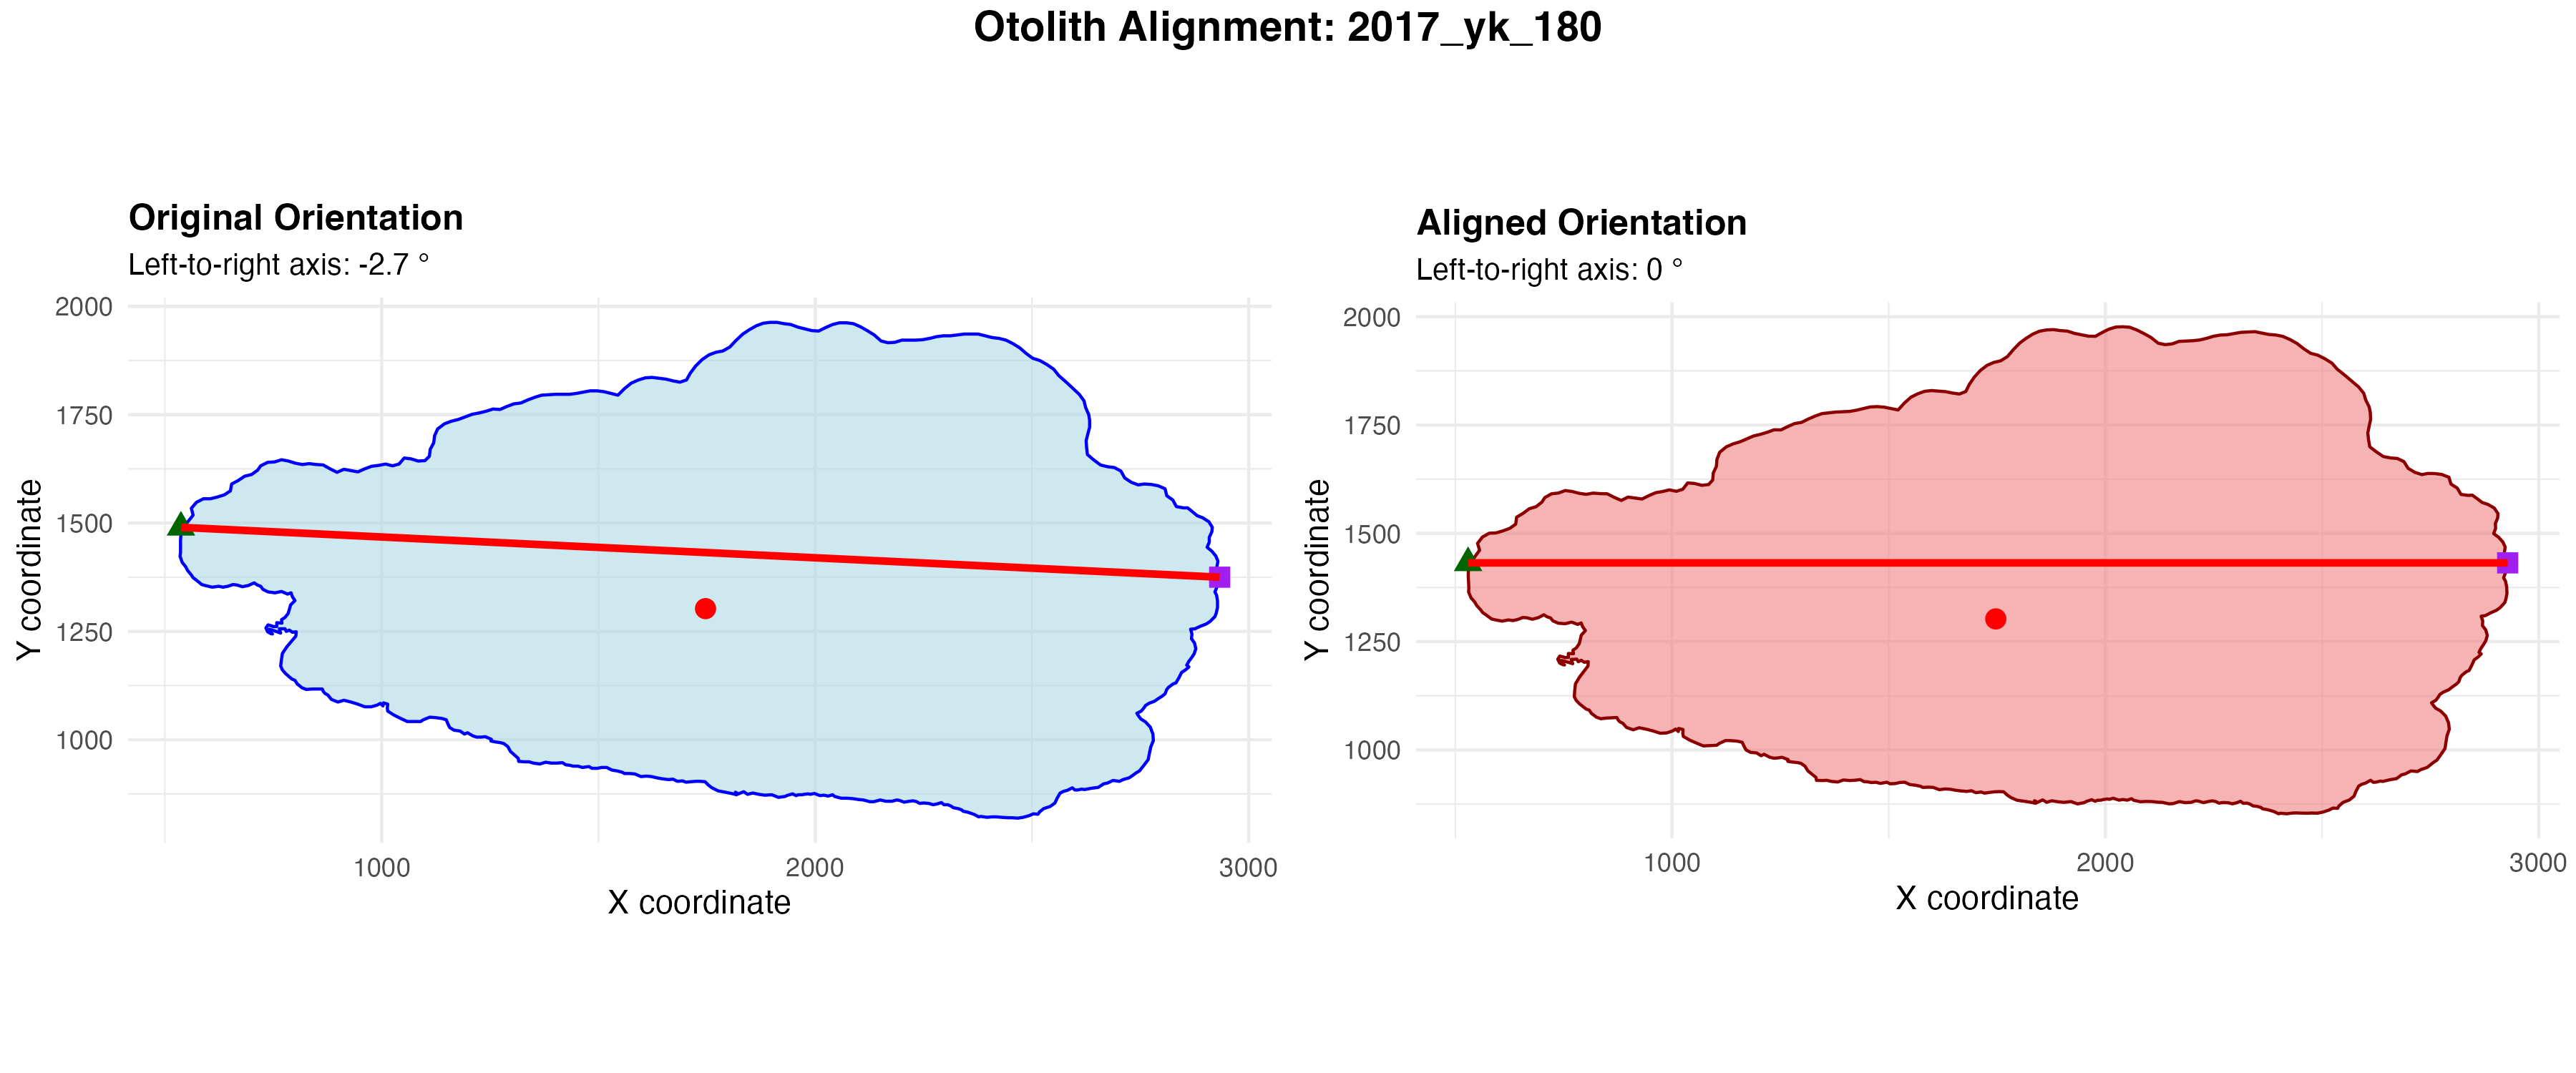 Otolith Alignment: 2017_yk_180
Original Orientation
Left-to-right axis: -2.7 °
2000
1750
1500
1250
1000
Y coordinate
1000
2000
3000
X coordinate
Aligned Orientation
Left-to-right axis: 0 °
2000
1750
1500
1250
1000
Y coordinate
1000
2000
3000
X coordinate